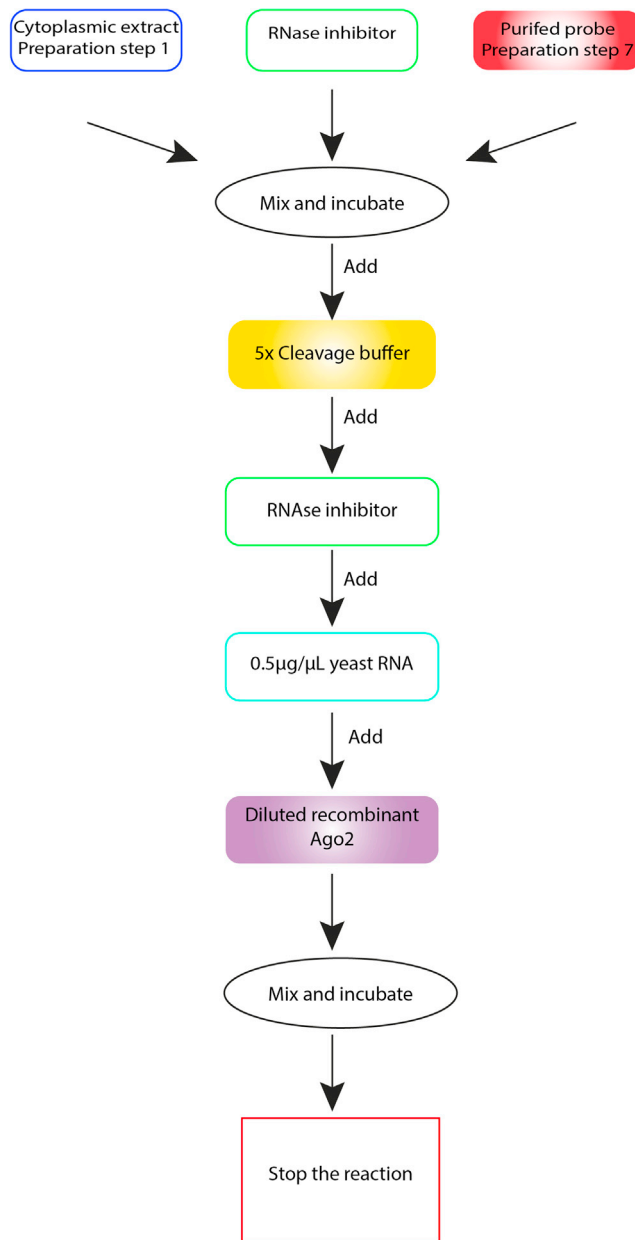 Cytoplasmic extract
Preparation step 1
RNase inhibitor
Purifed probe
Preparation step 7
Mix and incubate
Add
5x Cleavage buffer
Add
RNAse inhibitor
Add
0.5µg/µL yeast RNA
Add
Diluted recombinant
Ago2
Mix and incubate
Stop the reaction